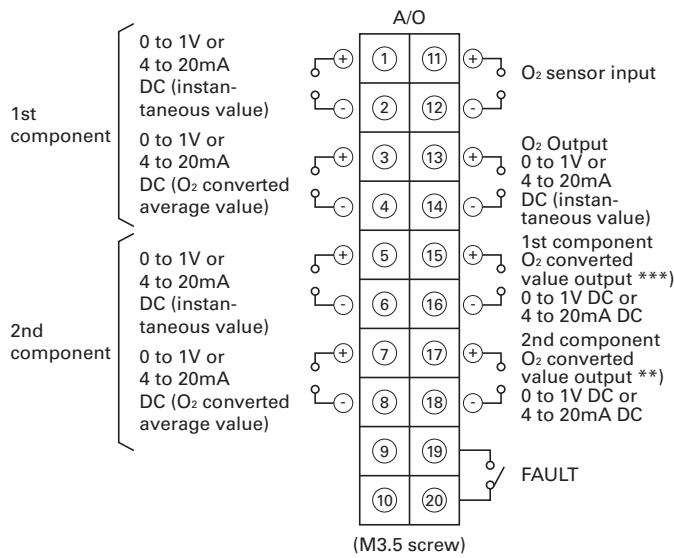 A/O
1st
component
0 to 1V or
4 to 20mA
DC (instan-
taneous value)
0 to 1V or
4 to 20mA
DC (O₂ converted
average value)
2nd
component
0 to 1V or
4 to 20mA
DC (instan-
taneous value)
0 to 1V or
4 to 20mA
DC (O₂ converted
average value)
+ 1 11 +
- 2 12 -
+ 3 13 +
- 4 14 -
+ 5 15 +
- 6 16 -
+ 7 17 +
- 8 18 -
9 19
10 20
O₂ sensor input
O₂ Output
0 to 1V or
4 to 20mA
DC (instan-
taneous value)
1st component
O₂ converted
value output ***)
0 to 1V DC or
4 to 20mA DC
2nd component
O₂ converted
value output **)
0 to 1V DC or
4 to 20mA DC
FAULT
(M3.5 screw)